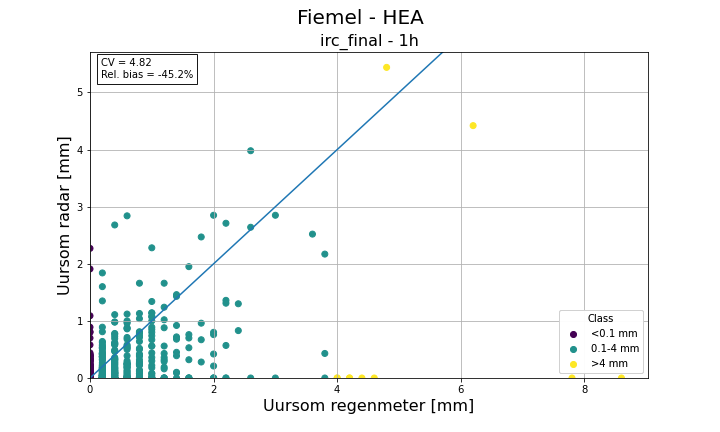 Fiemel - HEA
irc_final - 1h
CV = 4.82
Rel. bias = -45.2%
Uursom radar [mm]
5
4
3
2
1
0
0 2 4 6 8
Uursom regenmeter [mm]
Class
<0.1 mm
0.1-4 mm
>4 mm